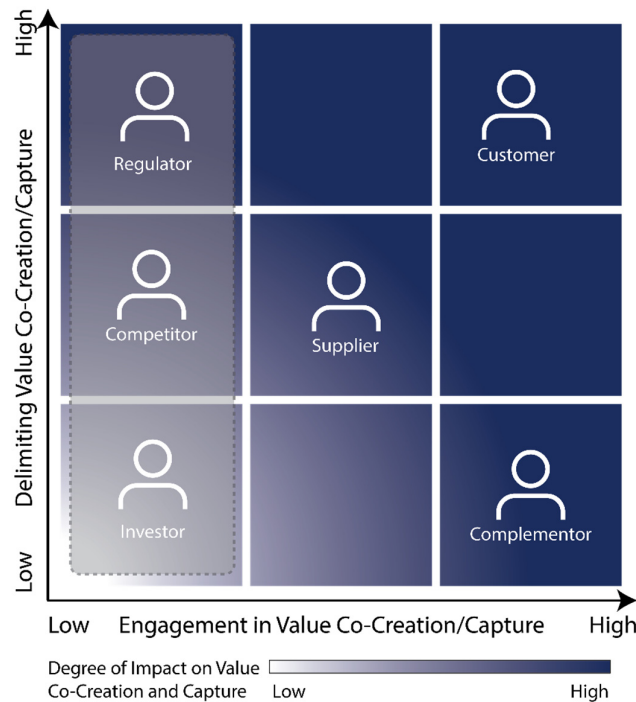 High
Delimiting Value Co-Creation/Capture
Low
Regulator
Customer
Competitor
Supplier
Investor
Complementor
Low
Engagement in Value Co-Creation/Capture
High
Degree of Impact on Value
Co-Creation and Capture
Low
High